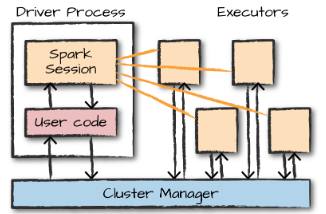 Driver Process
Executors
Spark
Session
User code
Cluster Manager